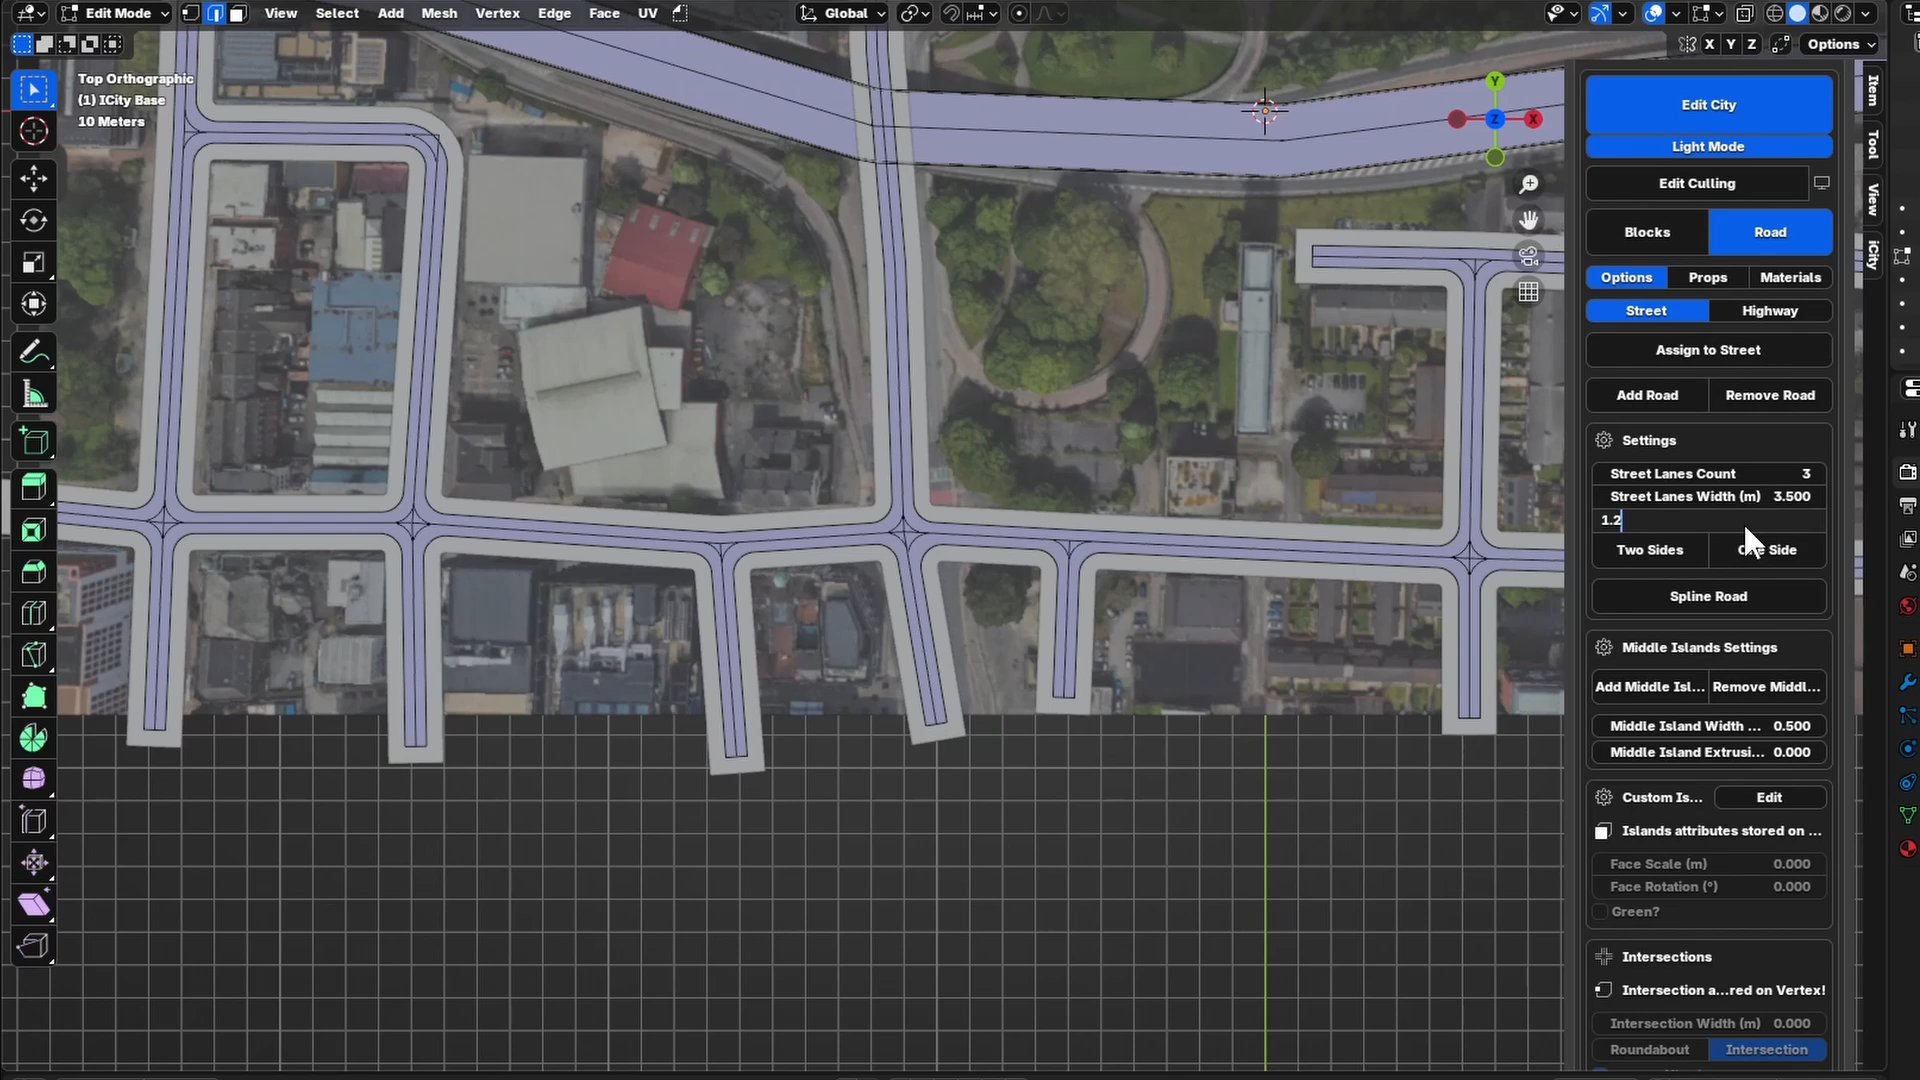 Edit Mode View Select Add Mesh Vertex Edge Face UV Global
X Y Z Options
Top Orthographic
(1) ICity Base
10 Meters
Y
Z X
Item
Tool
View
iCity
Edit City
Light Mode
Edit Culling
Blocks Road
Options Props Materials
Street Highway
Assign to Street
Add Road Remove Road
Settings
Street Lanes Count 3
Street Lanes Width (m) 3.500
1.2
Two Sides Side
Spline Road
Middle Islands Settings
Add Middle Isl... Remove Middl...
Middle Island Width ... 0.500
Middle Island Extrusi... 0.000
Custom Is... Edit
Islands attributes stored on ...
Face Scale (m) 0.000
Face Rotation (°) 0.000
Green?
Intersections
Intersection a...red on Vertex!
Intersection Width (m) 0.000
Roundabout Intersection